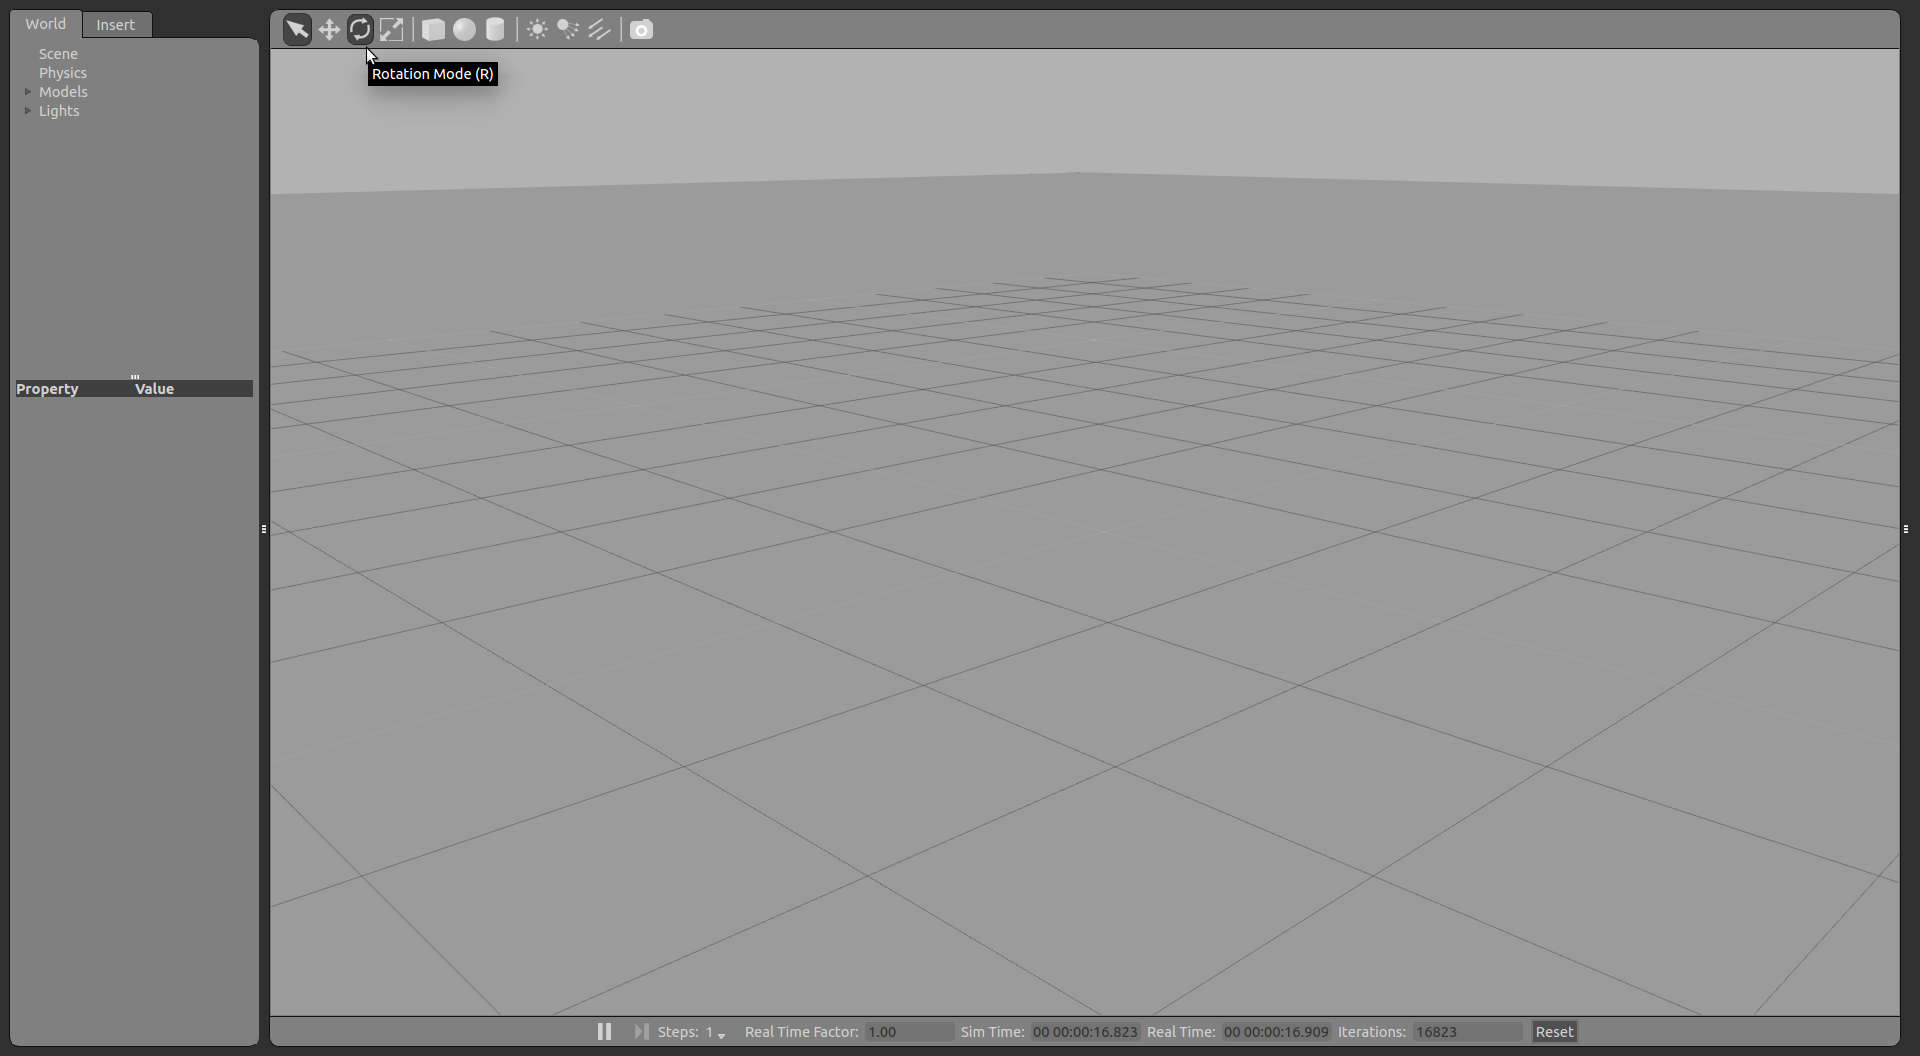 World Insert
Rotation Mode (R)
Scene
Physics
Models
Lights
Property Value
Steps: 1 Real Time Factor: 1.00 Sim Time: 00 00:00:16.823 Real Time: 00 00:00:16.909 Iterations: 16823 Reset